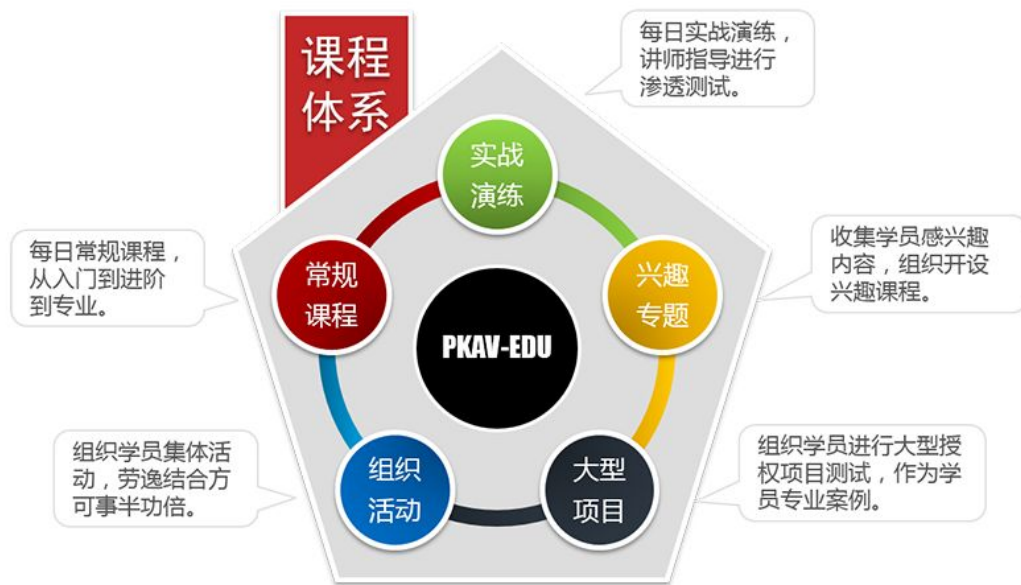 课程
体系
每日实战演练，
讲师指导进行
渗透测试。
实战
演练
每日常规课程，
从入门到进阶
到专业。
常规
课程
兴趣
专题
收集学员感兴趣
内容，组织开设
兴趣课程。
PKAV-EDU
组织学员集体活
动，劳逸结合方
可事半功倍。
组织
活动
大型
项目
组织学员进行大型授
权项目测试，作为学
员专业案例。